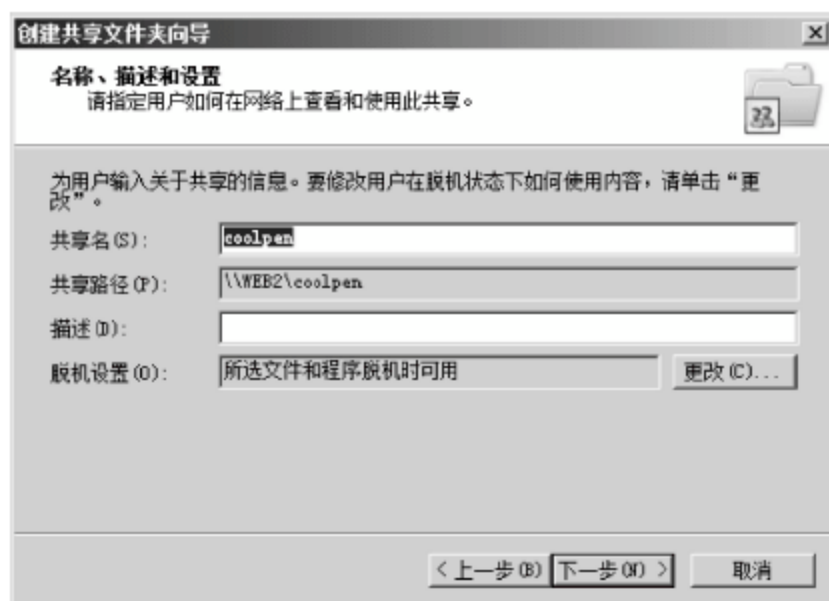 创建共享文件夹向导
名称、描述和设置
请指定用户如何在网络上查看和使用此共享。
为用户输入关于共享的信息。要修改用户在脱机状态下如何使用内容，请单击“更
改”。
共享名(S): coolpen
共享路径(P): \\WEB2\coolpen
描述(D):
脱机设置(O): 所选文件和程序脱机时可用 更改(C)...
< 上一步(B) 下一步(N) > 取消